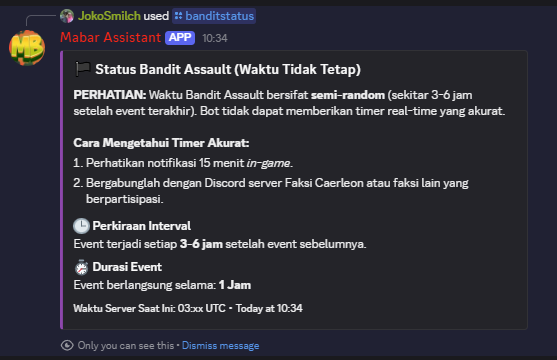 JokoSmilch used banditstatus
MB
Mabar Assistant APP 10:34
Status Bandit Assault (Waktu Tidak Tetap)
PERHATIAN: Waktu Bandit Assault bersifat semi-random (sekitar 3-6 jam
setelah event terakhir). Bot tidak dapat memberikan timer real-time yang akurat.
Cara Mengetahui Timer Akurat:
1. Perhatikan notifikasi 15 menit in-game.
2. Bergabunglah dengan Discord server Faksi Caerleon atau faksi lain yang
berpartisipasi.
Perkiraan Interval
Event terjadi setiap 3-6 jam setelah event sebelumnya.
Durasi Event
Event berlangsung selama: 1 Jam
Waktu Server Saat Ini: 03:xx UTC • Today at 10:34
Only you can see this • Dismiss message